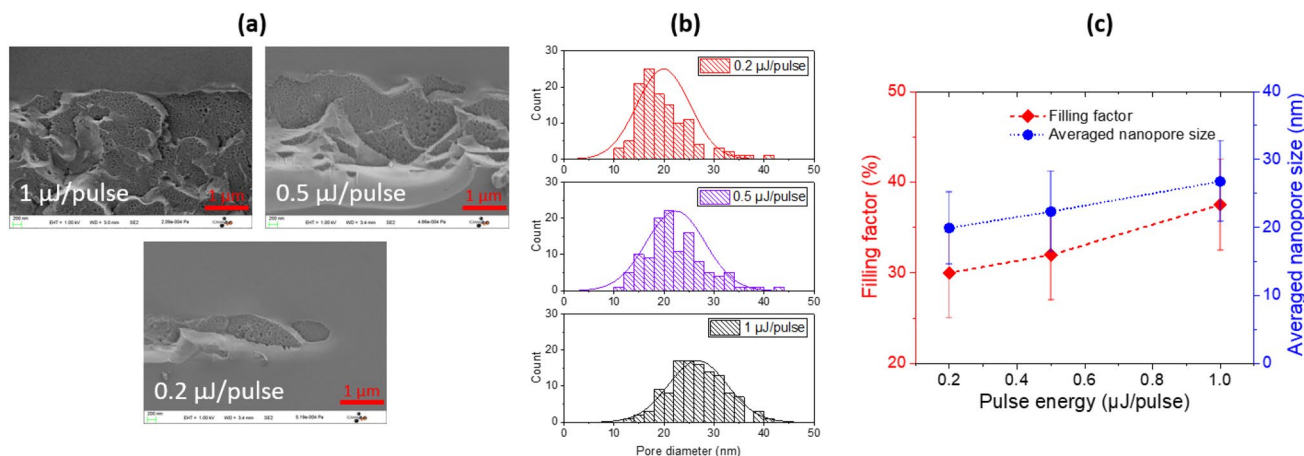 (a)
1 µJ/pulse
1 µm
200 nm
EHT = 1.00 kV
WD = 3.0 mm
SE2
0.5 µJ/pulse
1 µm
200 nm
EHT = 1.00 kV
WD = 3.4 mm
SE2
0.2 µJ/pulse
1 µm
200 nm
EHT = 1.00 kV
WD = 3.4 mm
SE2
(b)
0 10 20 30 40 50
30
20
10
0
Count
0.2 µJ/pulse
30
20
10
0
Count
0.5 µJ/pulse
30
20
10
0
Count
1 µJ/pulse
0 10 20 30 40 50
Pore diameter (nm)
(c)
50
40
30
20
Filling factor (%)
Filling factor
Averaged nanopore size
40
30
20
10
0
Averaged nanopore size (nm)
0.2 0.4 0.6 0.8 1.0
Pulse energy (µJ/pulse)